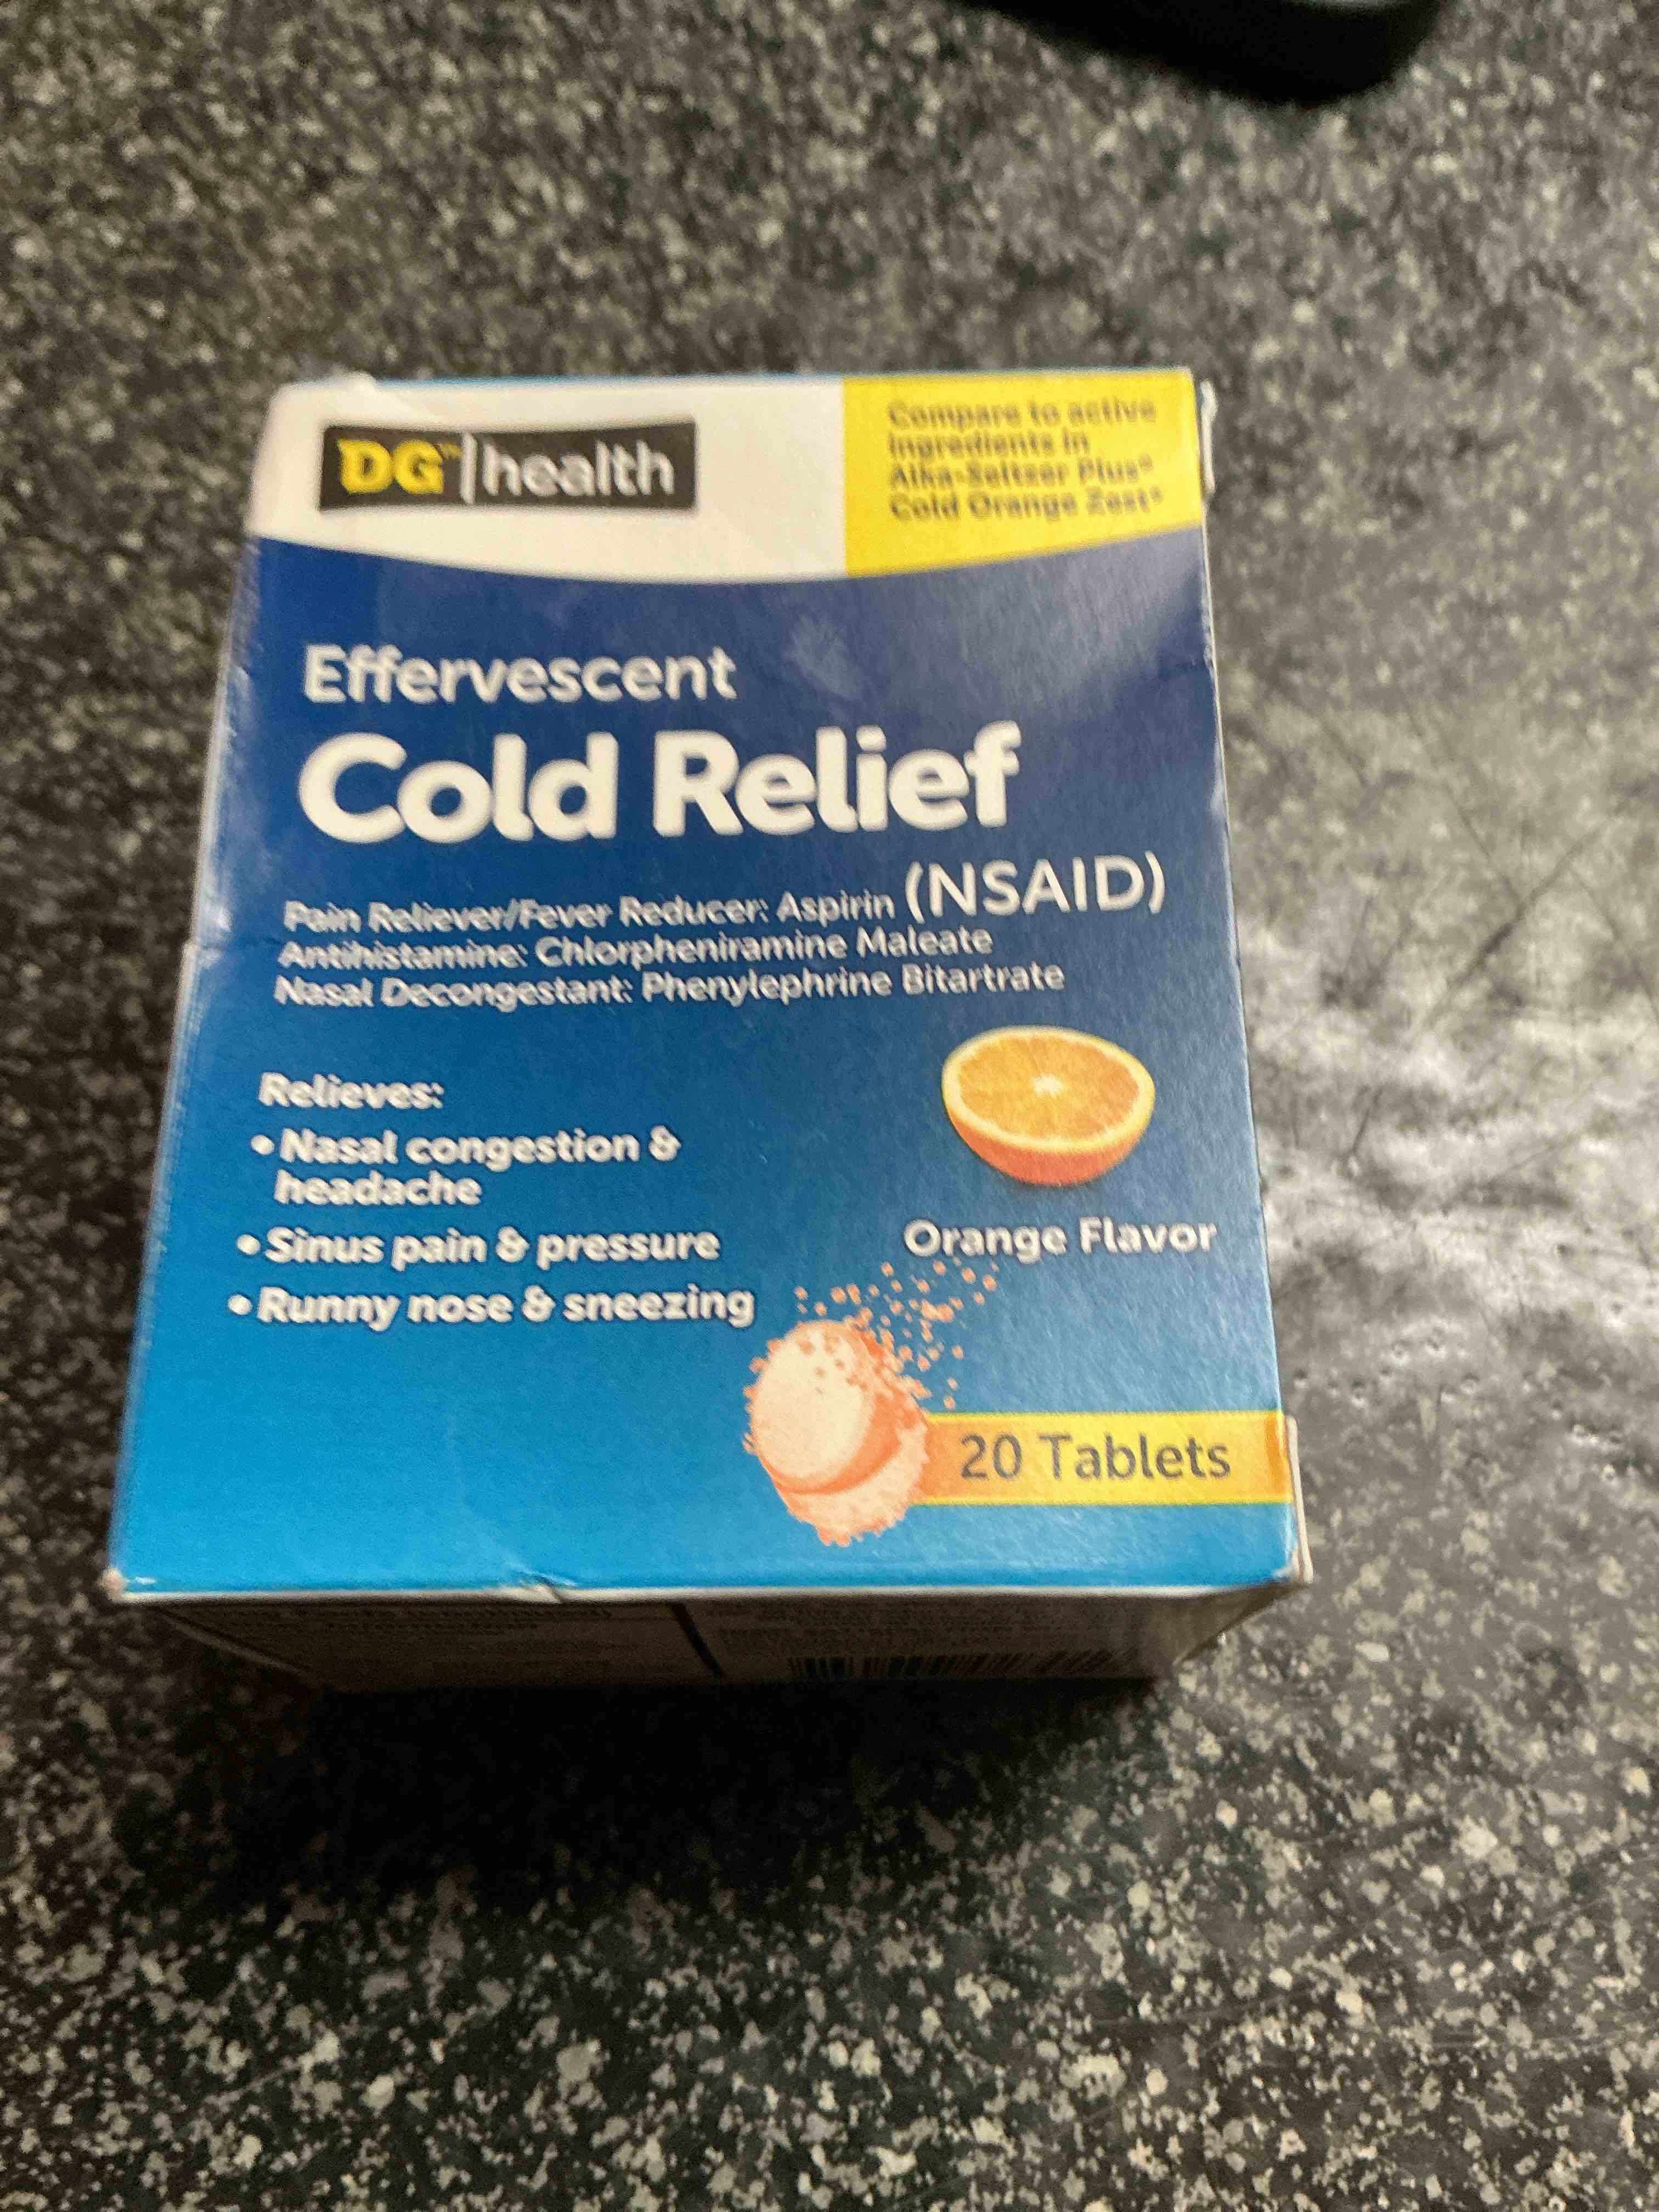 DG™|health
Compare to active
ingredients in
Alka-Seltzer Plus®
Cold Orange Zest*
Effervescent
Cold Relief
Pain Reliever/Fever Reducer: Aspirin (NSAID)
Antihistamine: Chlorpheniramine Maleate
Nasal Decongestant: Phenylephrine Bitartrate
Relieves:
• Nasal congestion &
headache
• Sinus pain & pressure
• Runny nose & sneezing
Orange Flavor
20 Tablets